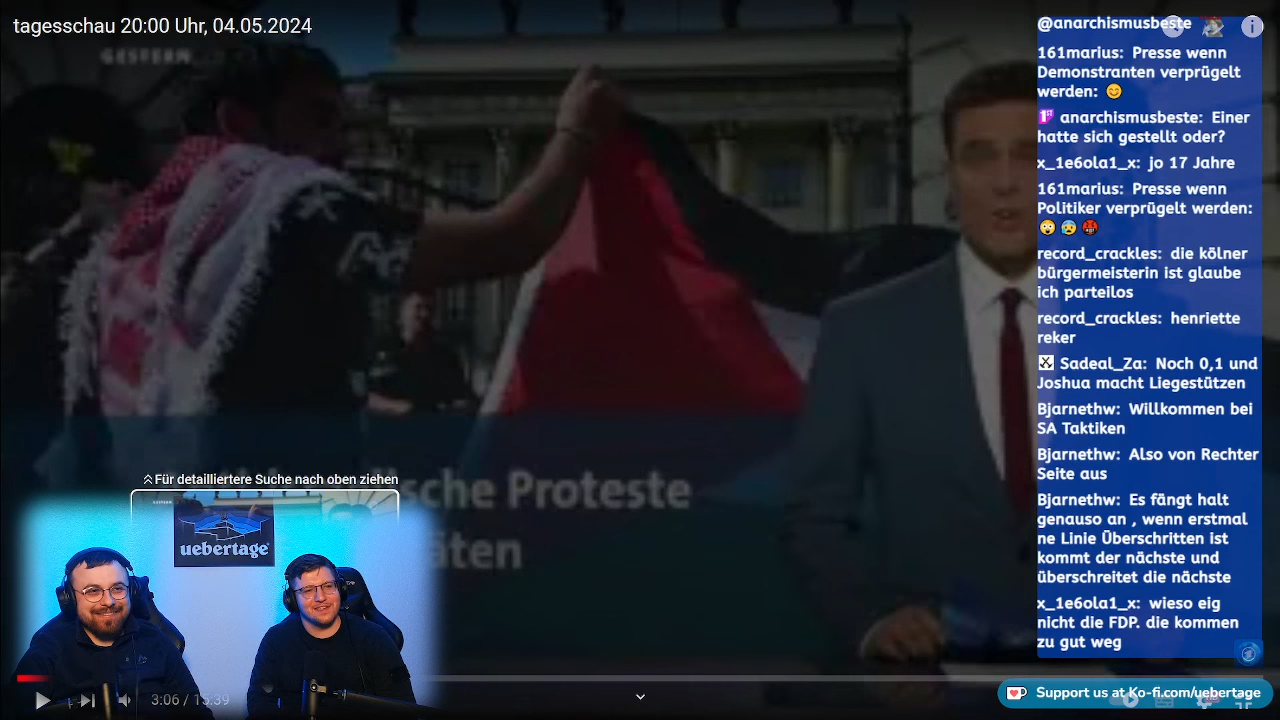 tagesschau 20:00 Uhr, 04.05.2024
GESTERN
@anarchismusbeste
161marius: Presse wenn
Demonstranten verprügelt
werden: 😊
anarchismusbeste: Einer
hatte sich gestellt oder?
x_1e6ola1_x: jo 17 Jahre
161marius: Presse wenn
Politiker verprügelt werden:
😳 😰 🤬
record_crackles: die kölner
bürgermeisterin ist glaube
ich parteilos
record_crackles: henriette
reker
Sadeal_Za: Noch 0,1 und
Joshua macht Liegestützen
Bjarnethw: Willkommen bei
SA Taktiken
Bjarnethw: Also von Rechter
Seite aus
Bjarnethw: Es fängt halt
genauso an , wenn erstmal
ne Linie Überschritten ist
kommt der nächste und
überschreitet die nächste
x_1e6ola1_x: wieso eig
nicht die FDP. die kommen
zu gut weg
Für detailliertere Suche nach oben ziehen
ische Proteste
äten
uebertage
3:06 / 15:39
Support us at Ko-fi.com/uebertage